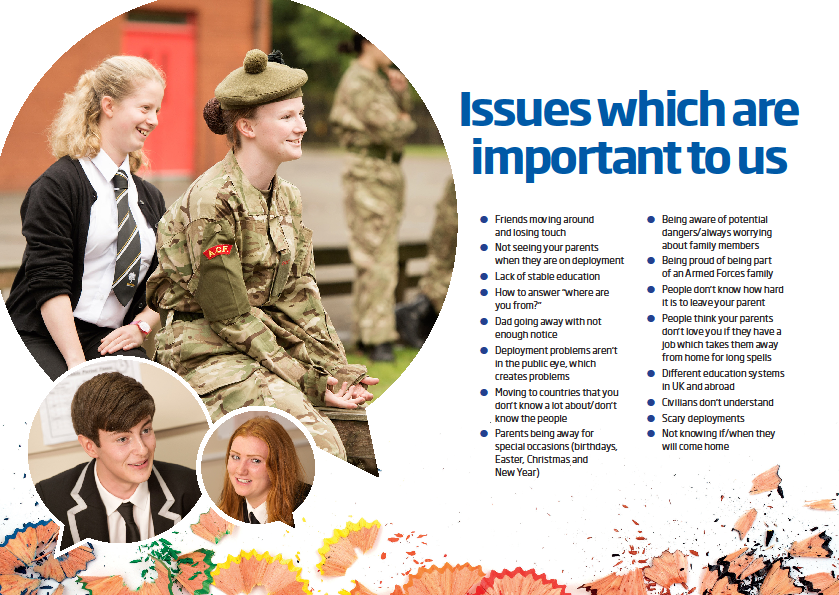 Issues which are
important to us
Friends moving around
and losing touch
Not seeing your parents
when they are on deployment
Lack of stable education
How to answer "where are
you from?"
Dad going away with not
enough notice
Deployment problems aren't
in the public eye, which
creates problems
Moving to countries that you
don't know a lot about/don't
know the people
Parents being away for
special occasions (birthdays,
Easter, Christmas and
New Year)
Being aware of potential
dangers/always worrying
about family members
Being proud of being part
of an Armed Forces family
People don't know how hard
it is to leave your parent
People think your parents
don't love you if they have a
job which takes them away
from home for long spells
Different education systems
in UK and abroad
Civilians don't understand
Scary deployments
Not knowing if/when they
will come home
A.C.F.